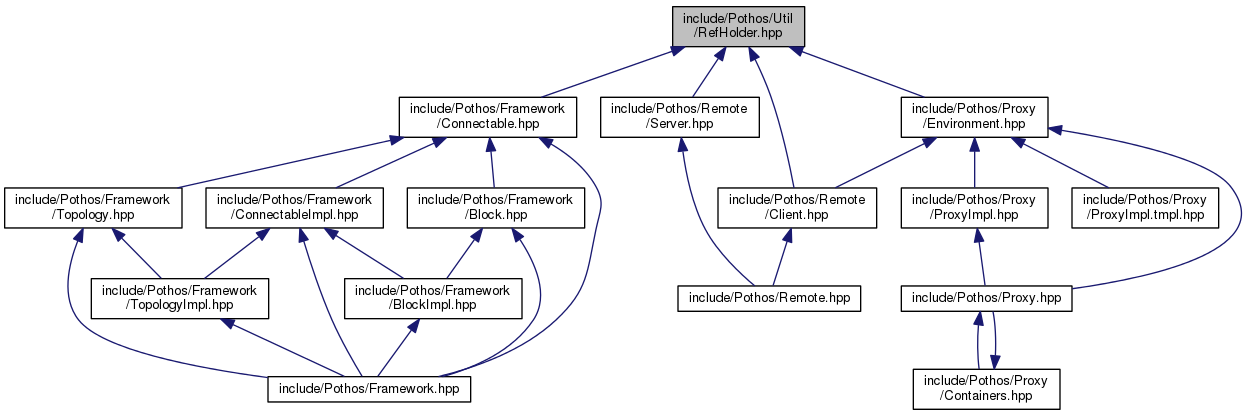 include/Pothos/Util
/RefHolder.hpp
include/Pothos/Framework
/Connectable.hpp
include/Pothos/Remote
/Server.hpp
include/Pothos/Proxy
/Environment.hpp
include/Pothos/Framework
/Topology.hpp
include/Pothos/Framework
/ConnectableImpl.hpp
include/Pothos/Framework
/Block.hpp
include/Pothos/Remote
/Client.hpp
include/Pothos/Proxy
/ProxyImpl.hpp
include/Pothos/Proxy
/ProxyImpl.tmpl.hpp
include/Pothos/Framework
/TopologyImpl.hpp
include/Pothos/Framework
/BlockImpl.hpp
include/Pothos/Remote.hpp
include/Pothos/Proxy.hpp
include/Pothos/Framework.hpp
include/Pothos/Proxy
/Containers.hpp